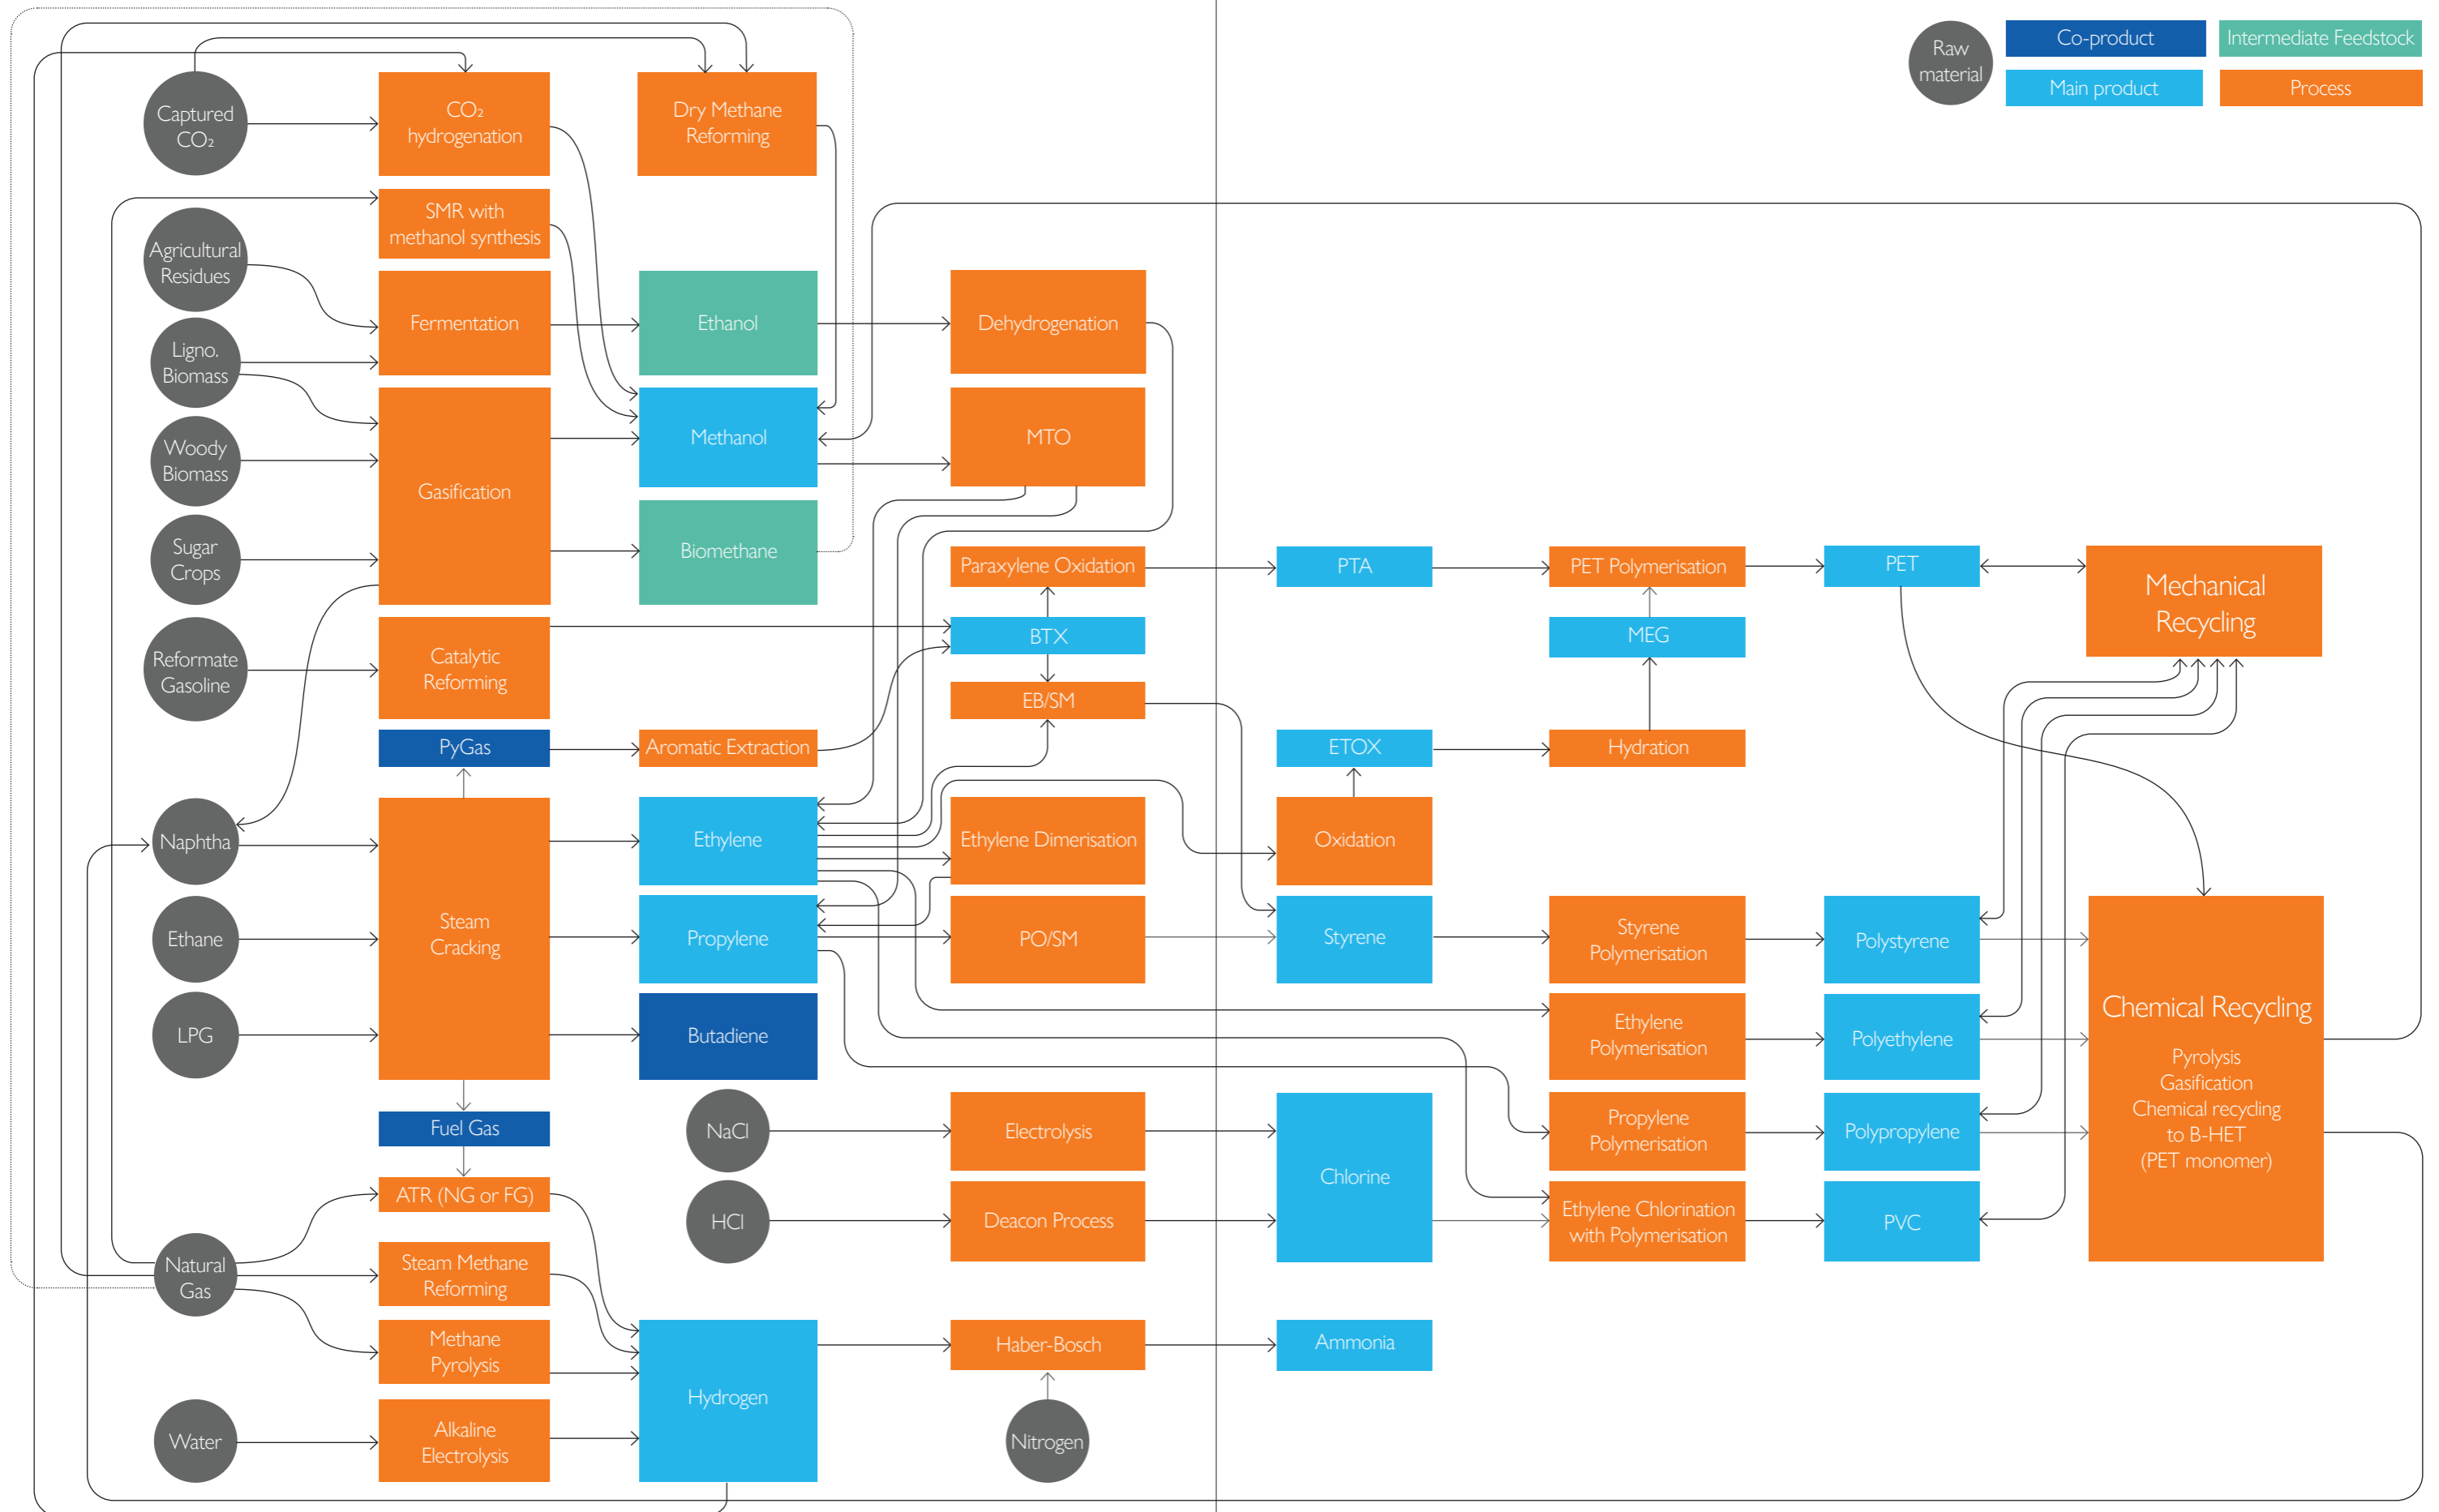 Raw
material
Co-product
Intermediate Feedstock
Main product
Process
Captured
CO₂
CO₂
hydrogenation
Dry Methane
Reforming
SMR with
methanol synthesis
Agricultural
Residues
Fermentation
Ethanol
Dehydrogenation
Ligno.
Biomass
Methanol
MTO
Woody
Biomass
Gasification
Sugar
Crops
Biomethane
Paraxylene Oxidation
PTA
PET Polymerisation
PET
Mechanical
Recycling
Reformate
Gasoline
Catalytic
Reforming
BTX
MEG
EB/SM
PyGas
Aromatic Extraction
ETOX
Hydration
Naphtha
Ethylene
Ethylene Dimerisation
Oxidation
Ethane
Steam
Cracking
Propylene
PO/SM
Styrene
Styrene
Polymerisation
Polystyrene
LPG
Butadiene
Ethylene
Polymerisation
Polyethylene
Chemical Recycling
Pyrolysis
Gasification
Chemical recycling
to B-HET
(PET monomer)
Fuel Gas
NaCl
Electrolysis
Chlorine
Propylene
Polymerisation
Polypropylene
ATR (NG or FG)
HCl
Deacon Process
Ethylene Chlorination
with Polymerisation
PVC
Natural
Gas
Steam Methane
Reforming
Methane
Pyrolysis
Hydrogen
Haber-Bosch
Ammonia
Water
Alkaline
Electrolysis
Nitrogen